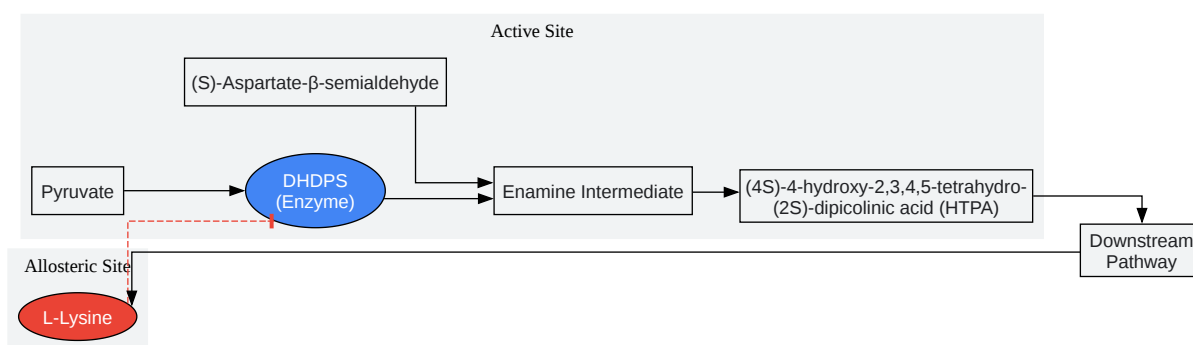 Active Site
(S)-Aspartate-β-semialdehyde
Pyruvate
DHDPS
(Enzyme)
Enamine Intermediate
(4S)-4-hydroxy-2,3,4,5-tetrahydro-
(2S)-dipicolinic acid (HTPA)
Downstream
Pathway
Allosteric Site
L-Lysine